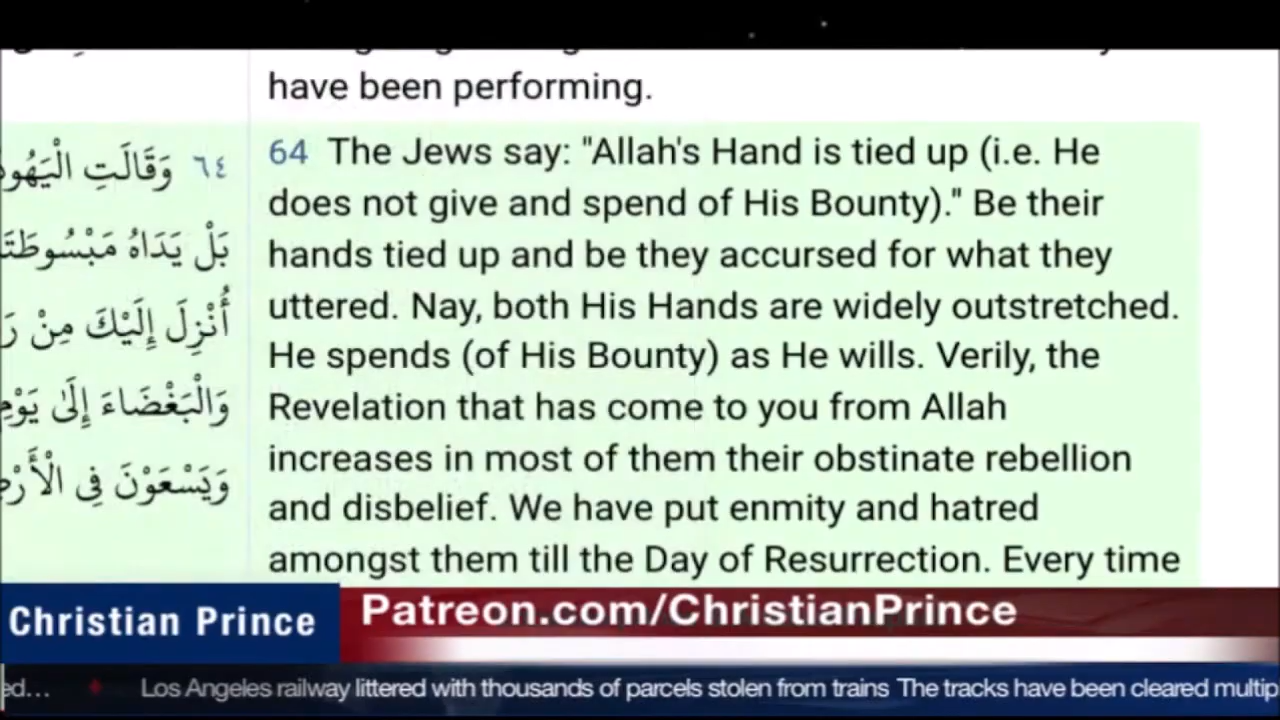 have been performing.
٦٤ وَقَالَتِ
64 The Jews say: "Allah's Hand is tied up (i.e. He
does not give and spend of His Bounty)." Be their
بَلْ يَدَاهُ
hands tied up and be they accursed for what they
uttered. Nay, both His Hands are widely outstretched.
أُنْزِلَ إِلَيْكَ مِنْ
He spends (of His Bounty) as He wills. Verily, the
وَالْبَغْضَاءَ إِلَىٰ
Revelation that has come to you from Allah
increases in most of them their obstinate rebellion
وَيَسْعَوْنَ فِي
and disbelief. We have put enmity and hatred
amongst them till the Day of Resurrection. Every time
Christian Prince
Patreon.com/ChristianPrince
ed... Los Angeles railway littered with thousands of parcels stolen from trains The tracks have been cleared multip